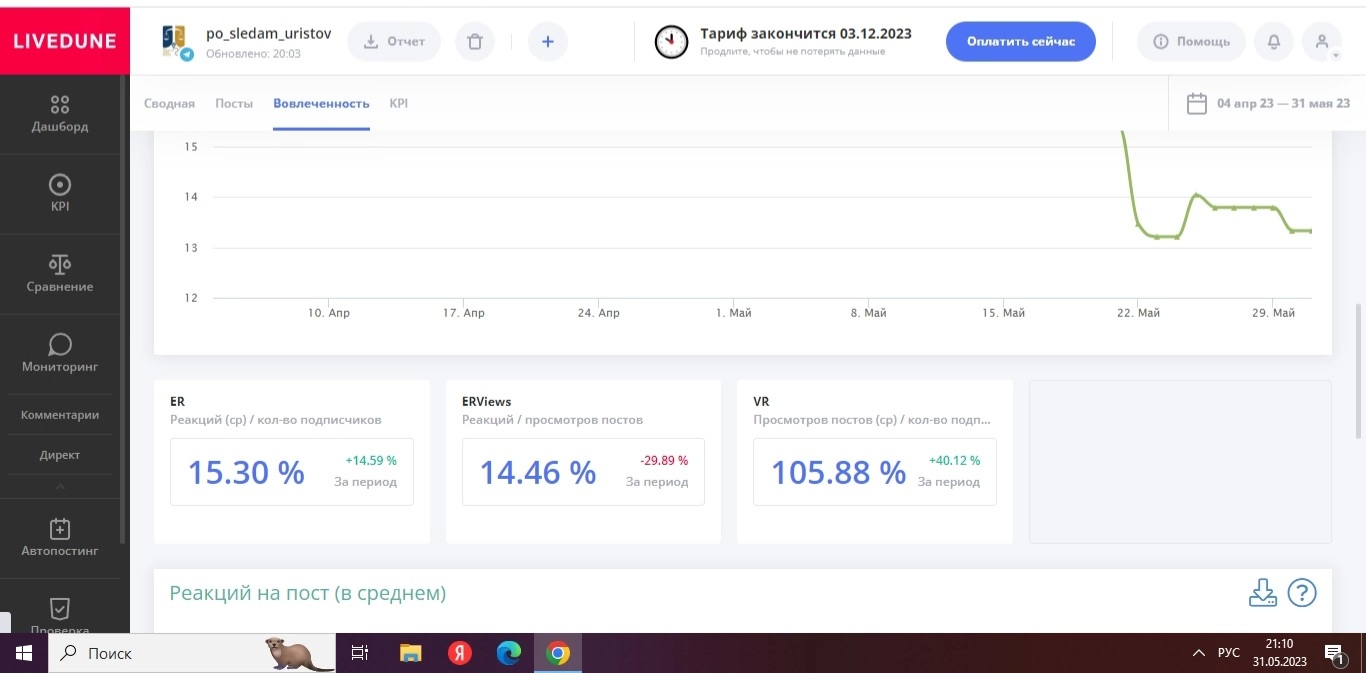 LIVEDUNE
po_sledam_uristov
Обновлено: 20:03
Отчет
Тариф закончится 03.12.2023
Продлите, чтобы не потерять данные
Оплатить сейчас
Помощь
Сводная
Посты
Вовлеченность
KPI
04 апр 23 — 31 мая 23
Дашборд
KPI
Сравнение
Мониторинг
Комментарии
Директ
Автопостинг
Проверка
15
14
13
12
10. Апр
17. Апр
24. Апр
1. Май
8. Май
15. Май
22. Май
29. Май
ER
Реакций (ср) / кол-во подписчиков
15.30 %
+14.59 %
За период
ERViews
Реакций / просмотров постов
14.46 %
-29.89 %
За период
VR
Просмотров постов (ср) / кол-во подп...
105.88 %
+40.12 %
За период
Реакций на пост (в среднем)
Поиск
Я
РУС
21:10
31.05.2023
1